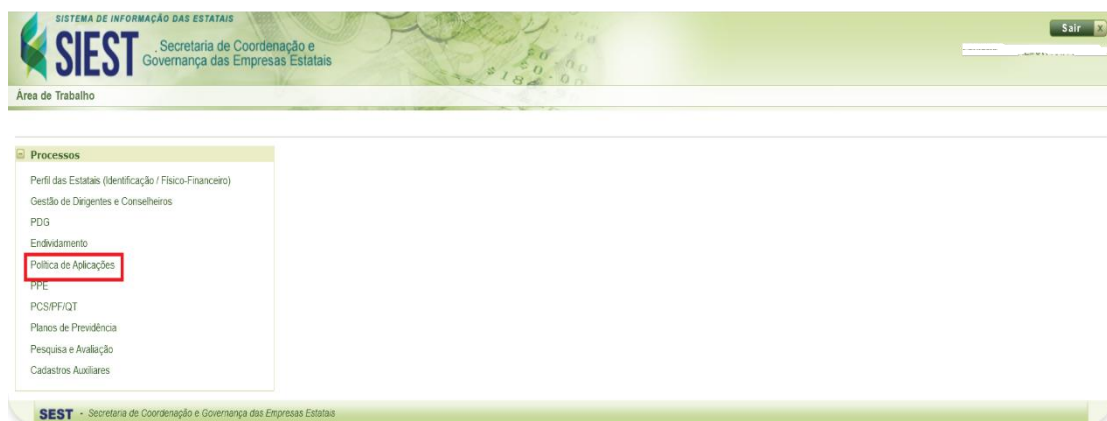 SISTEMA DE INFORMAÇÃO DAS ESTATAIS
SIEST
Secretaria de Coordenação e
Governança das Empresas Estatais
Sair X
Área de Trabalho
Processos
Perfil das Estatais (Identificação / Físico-Financeiro)
Gestão de Dirigentes e Conselheiros
PDG
Endividamento
Política de Aplicações
PPE
PCS/PF/QT
Planos de Previdência
Pesquisa e Avaliação
Cadastros Auxiliares
SEST - Secretaria de Coordenação e Governança das Empresas Estatais